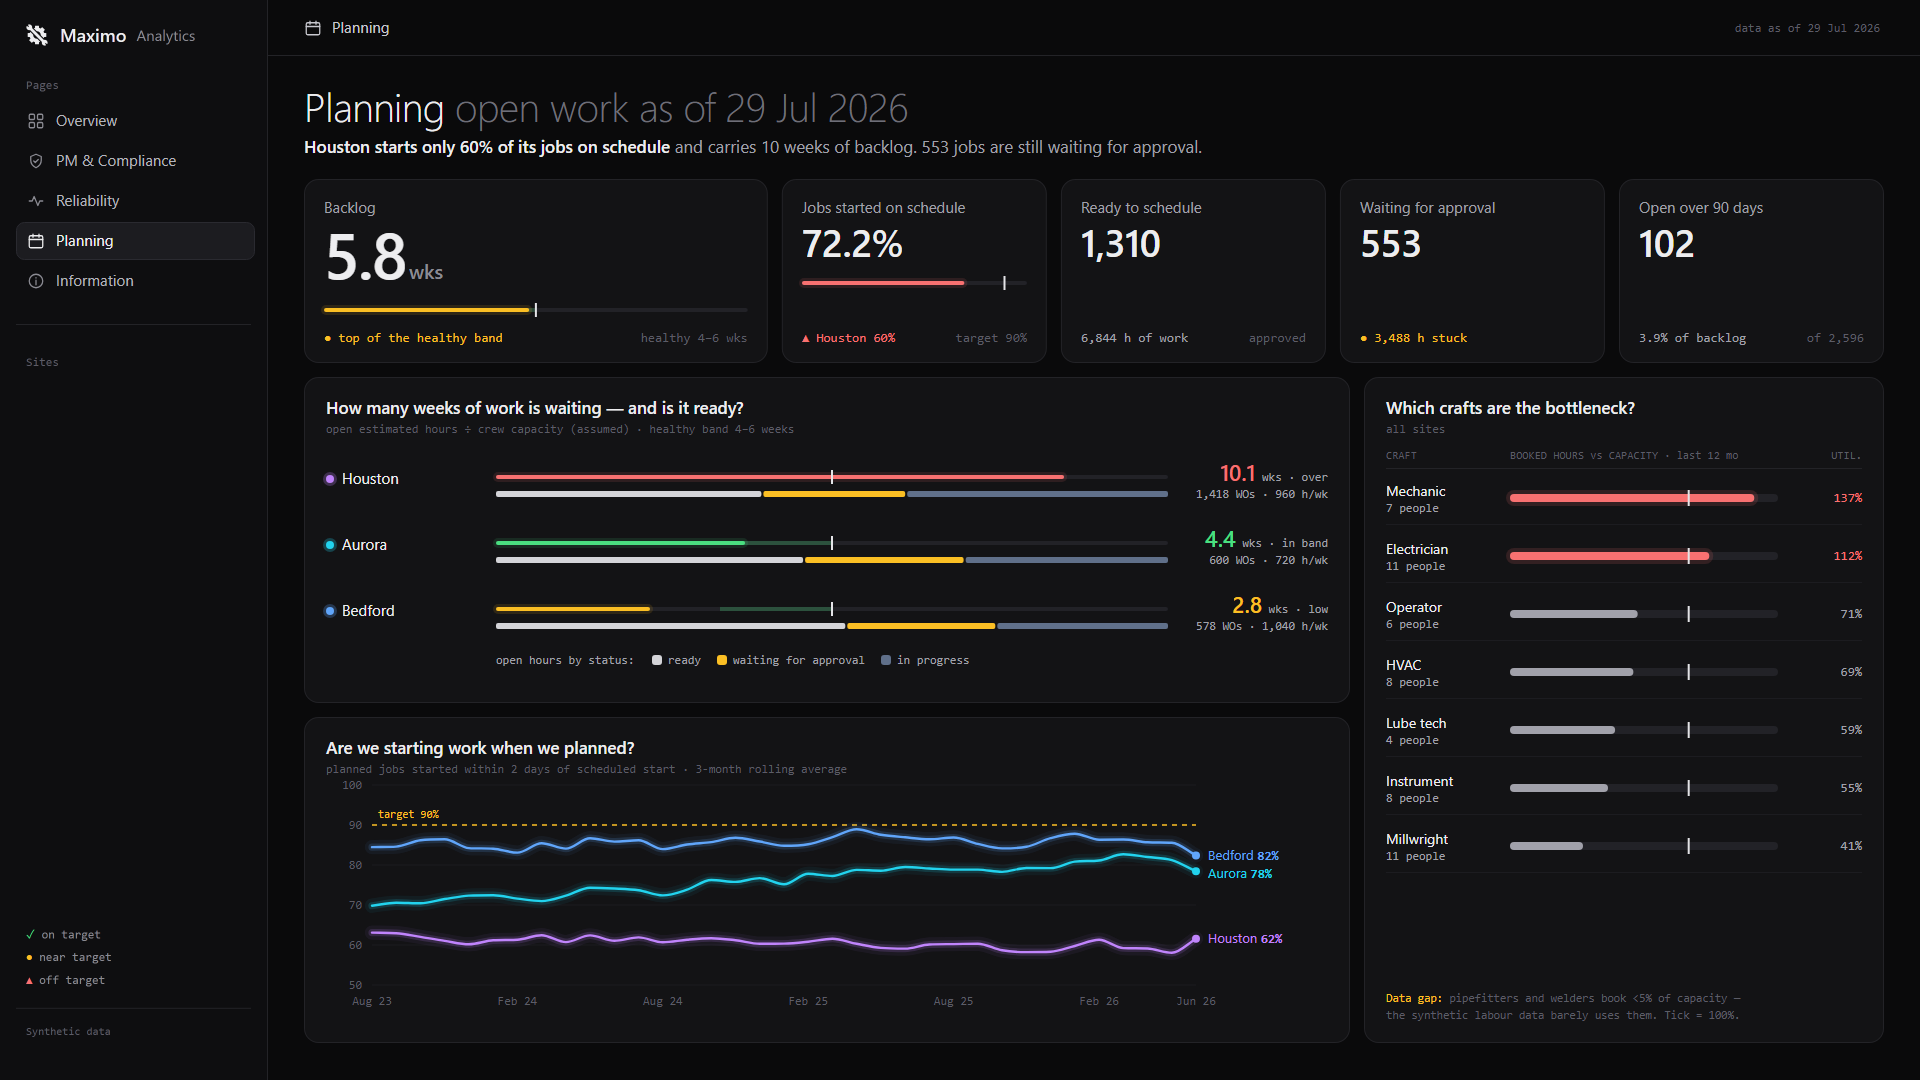 Maximo Analytics
Pages
Overview
PM & Compliance
Reliability
Planning
Information
Sites
✓ on target
● near target
▲ off target
Synthetic data
Planning
data as of 29 Jul 2026
Planning open work as of 29 Jul 2026
Houston starts only 60% of its jobs on schedule and carries 10 weeks of backlog. 553 jobs are still waiting for approval.
Backlog
5.8 wks
● top of the healthy band
healthy 4–6 wks
Jobs started on schedule
72.2%
▲ Houston 60%
target 90%
Ready to schedule
1,310
6,844 h of work
approved
Waiting for approval
553
● 3,488 h stuck
Open over 90 days
102
3.9% of backlog
of 2,596
How many weeks of work is waiting — and is it ready?
open estimated hours ÷ crew capacity (assumed) · healthy band 4–6 weeks
Houston
10.1 wks · over
1,418 WOs · 960 h/wk
Aurora
4.4 wks · in band
600 WOs · 720 h/wk
Bedford
2.8 wks · low
578 WOs · 1,040 h/wk
open hours by status: ready waiting for approval in progress
Are we starting work when we planned?
planned jobs started within 2 days of scheduled start · 3-month rolling average
100
target 90%
90
80
70
60
50
Bedford 82%
Aurora 78%
Houston 62%
Aug 23 Feb 24 Aug 24 Feb 25 Aug 25 Feb 26 Jun 26
Which crafts are the bottleneck?
all sites
CRAFT BOOKED HOURS vs CAPACITY · last 12 mo UTIL.
Mechanic
7 people
137%
Electrician
11 people
112%
Operator
6 people
71%
HVAC
8 people
69%
Lube tech
4 people
59%
Instrument
8 people
55%
Millwright
11 people
41%
Data gap: pipefitters and welders book <5% of capacity —
the synthetic labour data barely uses them. Tick = 100%.